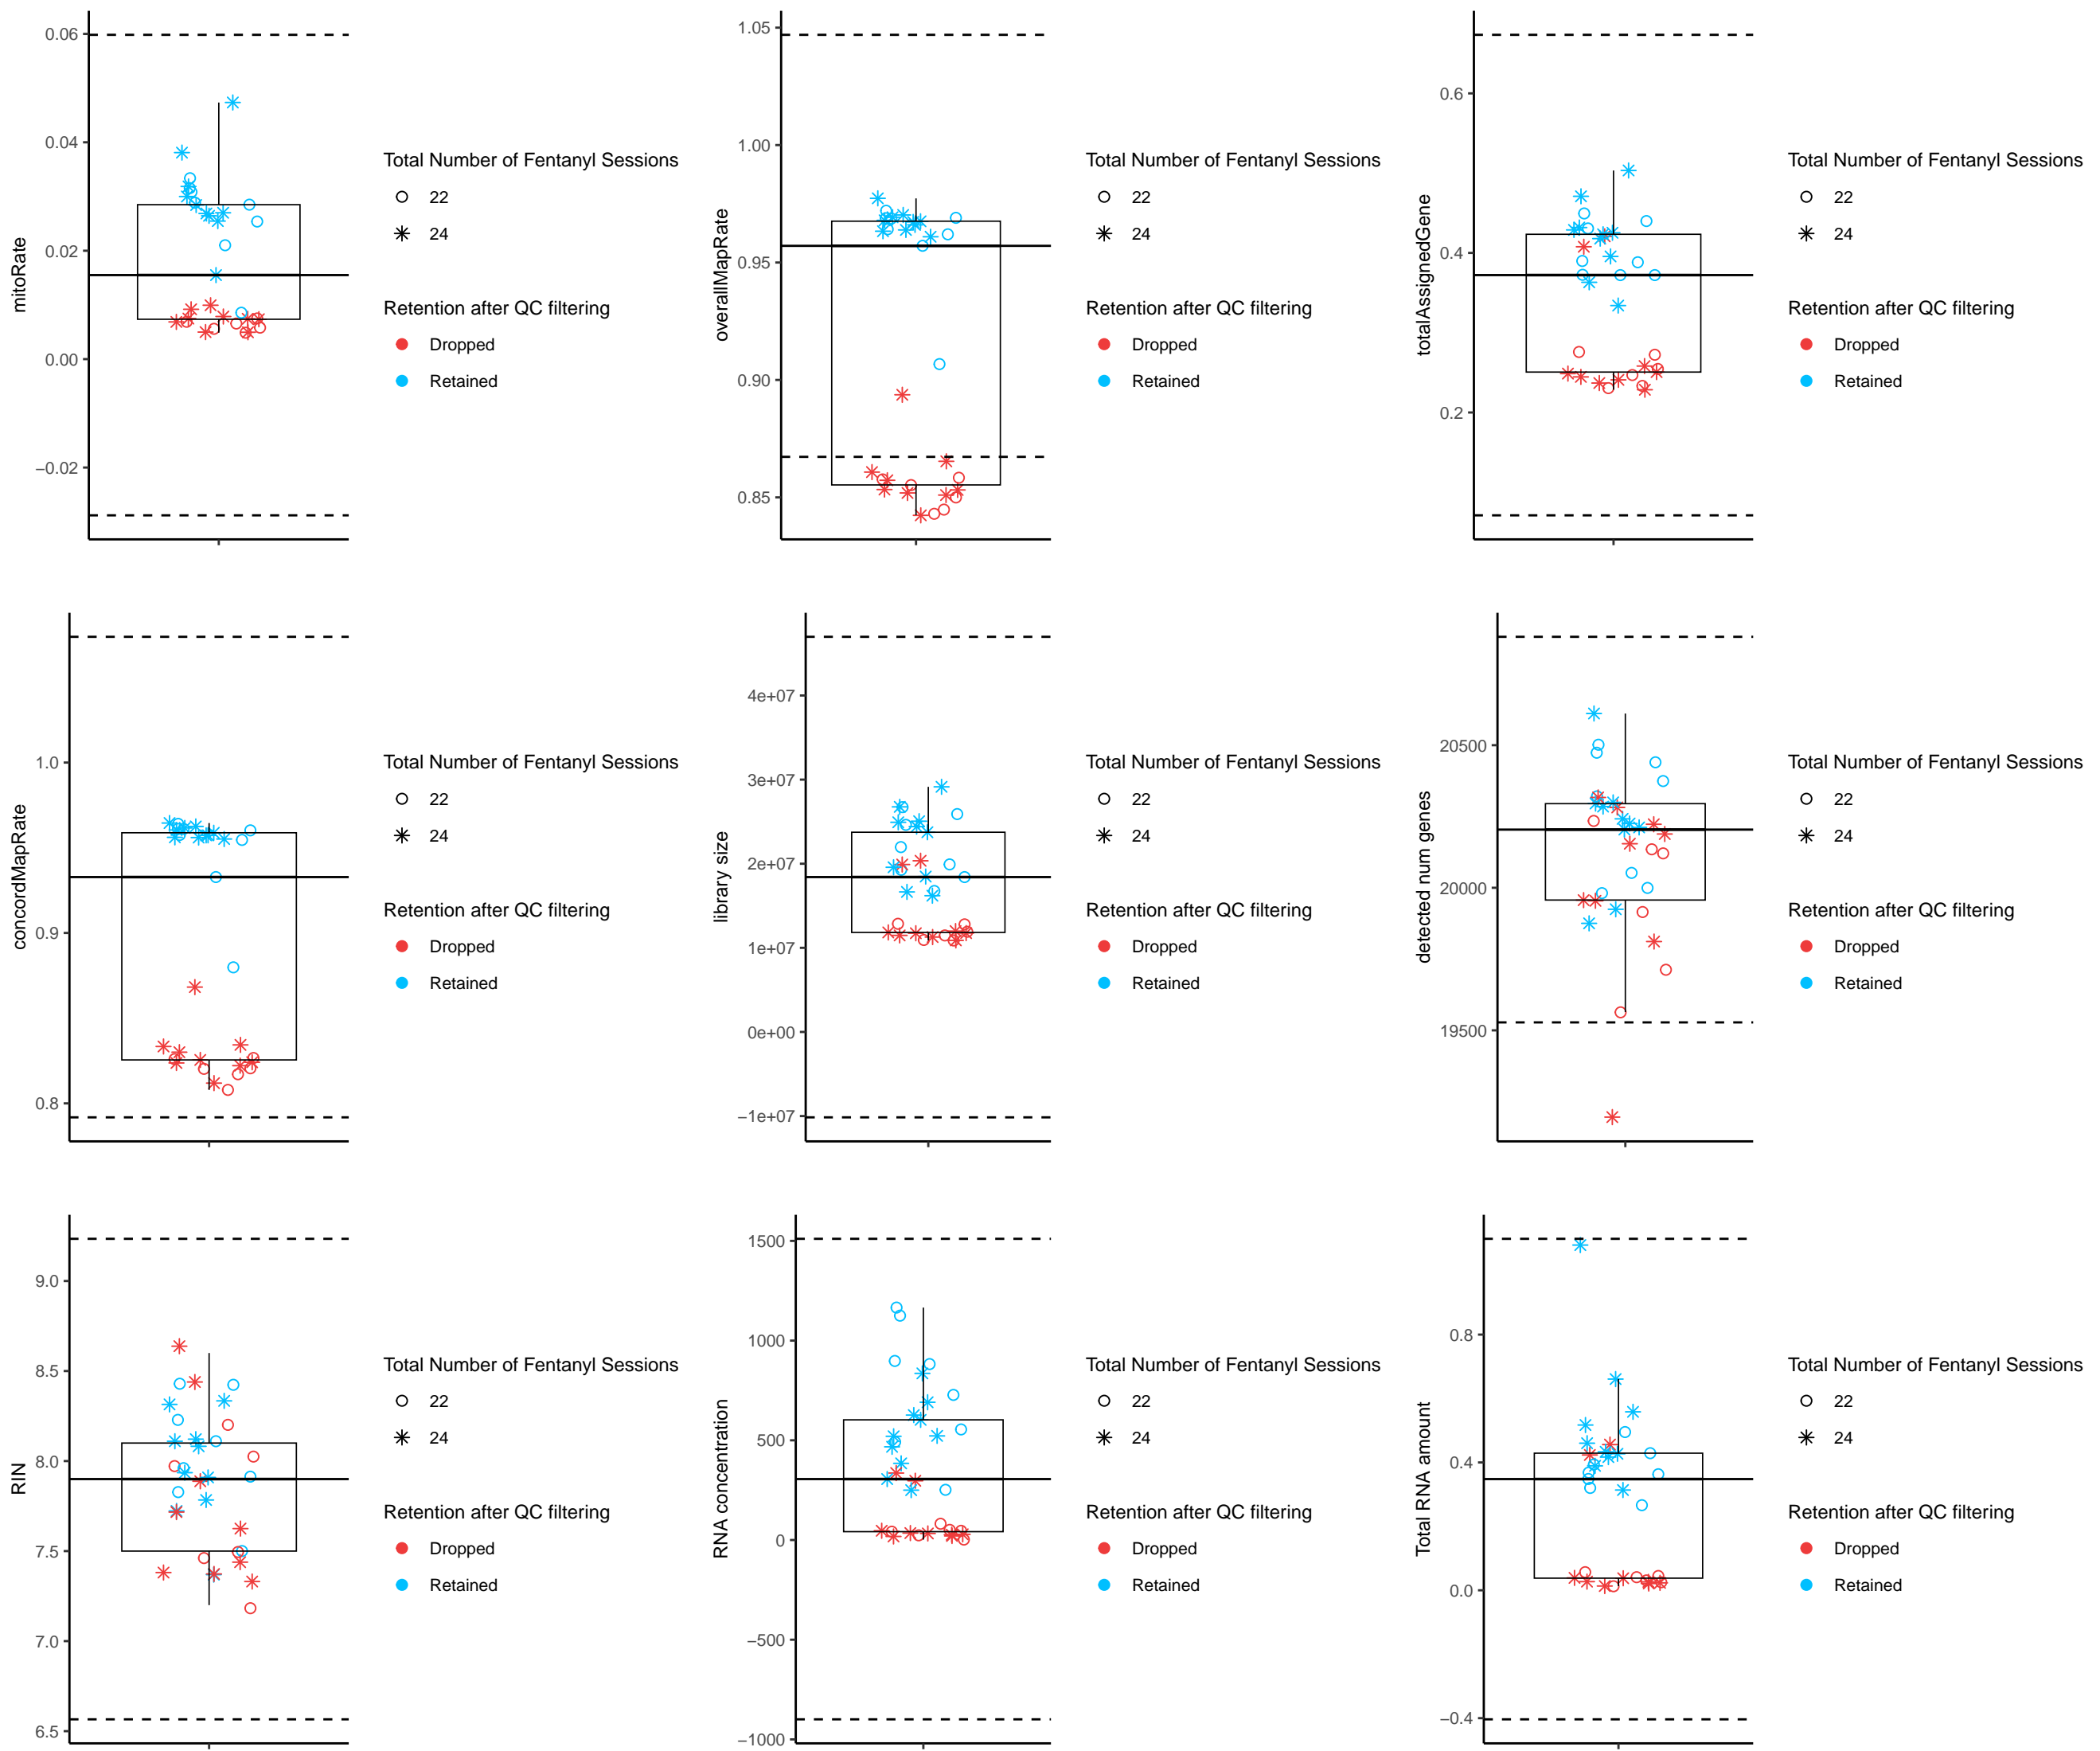 mitoRate
0.06
0.04
0.02
0.00
−0.02
Total Number of Fentanyl Sessions
22
24
Retention after QC filtering
Dropped
Retained
overallMapRate
1.05
1.00
0.95
0.90
0.85
Total Number of Fentanyl Sessions
22
24
Retention after QC filtering
Dropped
Retained
totalAssignedGene
0.6
0.4
0.2
Total Number of Fentanyl Sessions
22
24
Retention after QC filtering
Dropped
Retained
concordMapRate
1.0
0.9
0.8
Total Number of Fentanyl Sessions
22
24
Retention after QC filtering
Dropped
Retained
library size
4e+07
3e+07
2e+07
1e+07
0e+00
−1e+07
Total Number of Fentanyl Sessions
22
24
Retention after QC filtering
Dropped
Retained
detected num genes
20500
20000
19500
Total Number of Fentanyl Sessions
22
24
Retention after QC filtering
Dropped
Retained
RIN
9.0
8.5
8.0
7.5
7.0
6.5
Total Number of Fentanyl Sessions
22
24
Retention after QC filtering
Dropped
Retained
RNA concentration
1500
1000
500
0
−500
−1000
Total Number of Fentanyl Sessions
22
24
Retention after QC filtering
Dropped
Retained
Total RNA amount
0.8
0.4
0.0
−0.4
Total Number of Fentanyl Sessions
22
24
Retention after QC filtering
Dropped
Retained